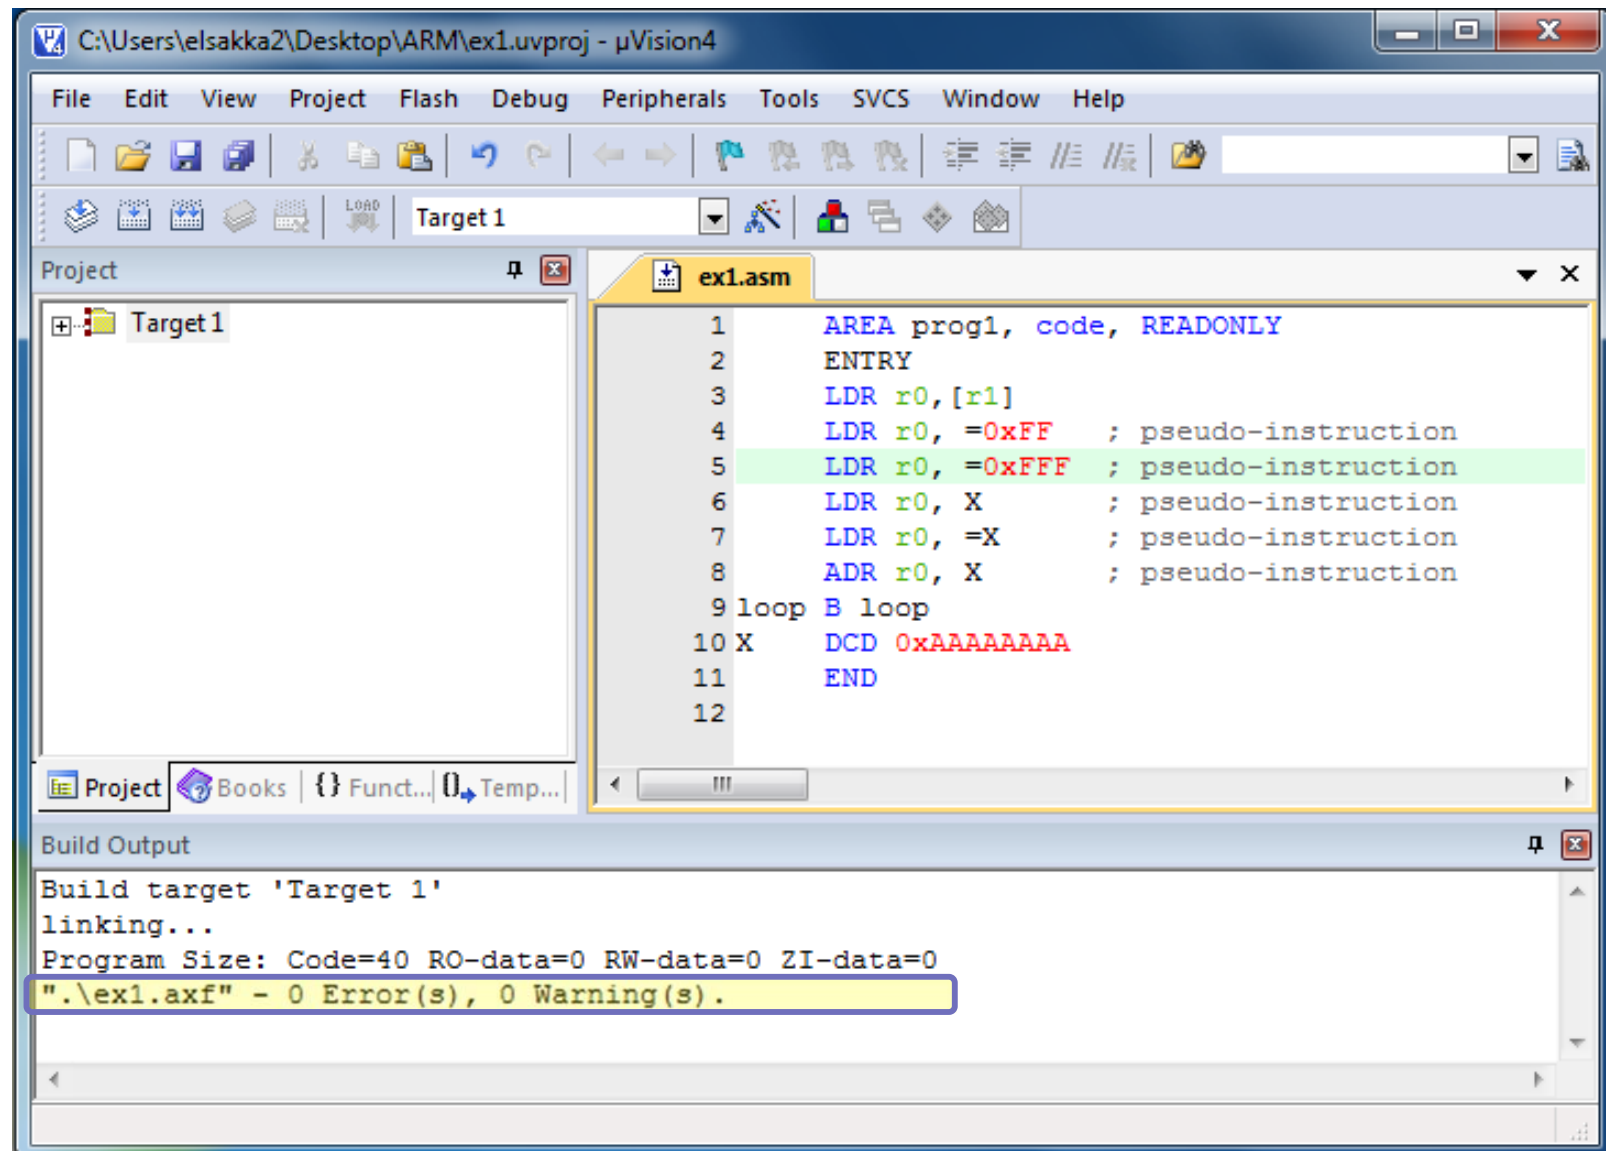 C:\Users\elsakka2\Desktop\ARM\ex1.uvproj - µVision4
File Edit View Project Flash Debug Peripherals Tools SVCS Window Help
LOAD
Target 1
Project
ex1.asm
Target 1
1 AREA prog1, code, READONLY
2 ENTRY
3 LDR r0,[r1]
4 LDR r0, =0xFF ; pseudo-instruction
5 LDR r0, =0xFFF ; pseudo-instruction
6 LDR r0, X ; pseudo-instruction
7 LDR r0, =X ; pseudo-instruction
8 ADR r0, X ; pseudo-instruction
9 loop B loop
10 X DCD 0xAAAAAAAA
11 END
12
Project Books {} Funct... 0 Temp...
Build Output
Build target 'Target 1'
linking...
Program Size: Code=40 RO-data=0 RW-data=0 ZI-data=0
".\ex1.axf" - 0 Error(s), 0 Warning(s).